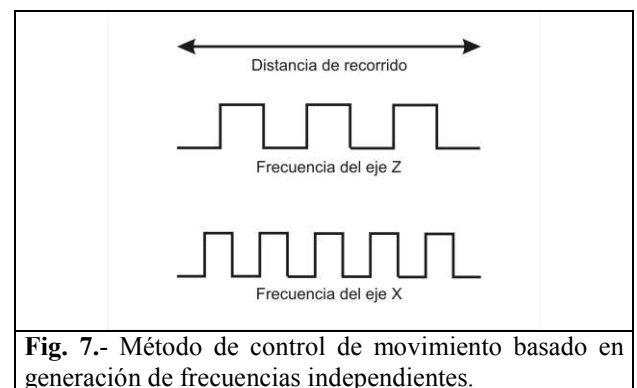 Distancia de recorrido
Frecuencia del eje Z
Frecuencia del eje X
Fig. 7.- Método de control de movimiento basado en
generación de frecuencias independientes.